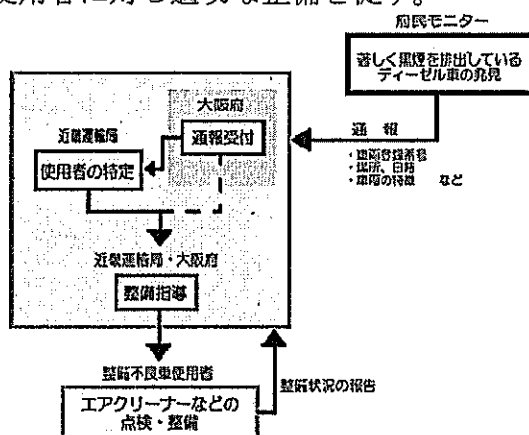 使用者に対し適切な整備を促す。
府民モニター
著しく黒煙を排出している
ディーゼル車の発見
大阪府
通報受付
近畿運輸局
使用者の特定
通 報
・車両登録番号
・場所、日時
・車両の特徴 など
近畿運輸局・大阪府
整備指導
整備不良車使用者
エアクリーナーなどの
点検・整備
整備状況の報告